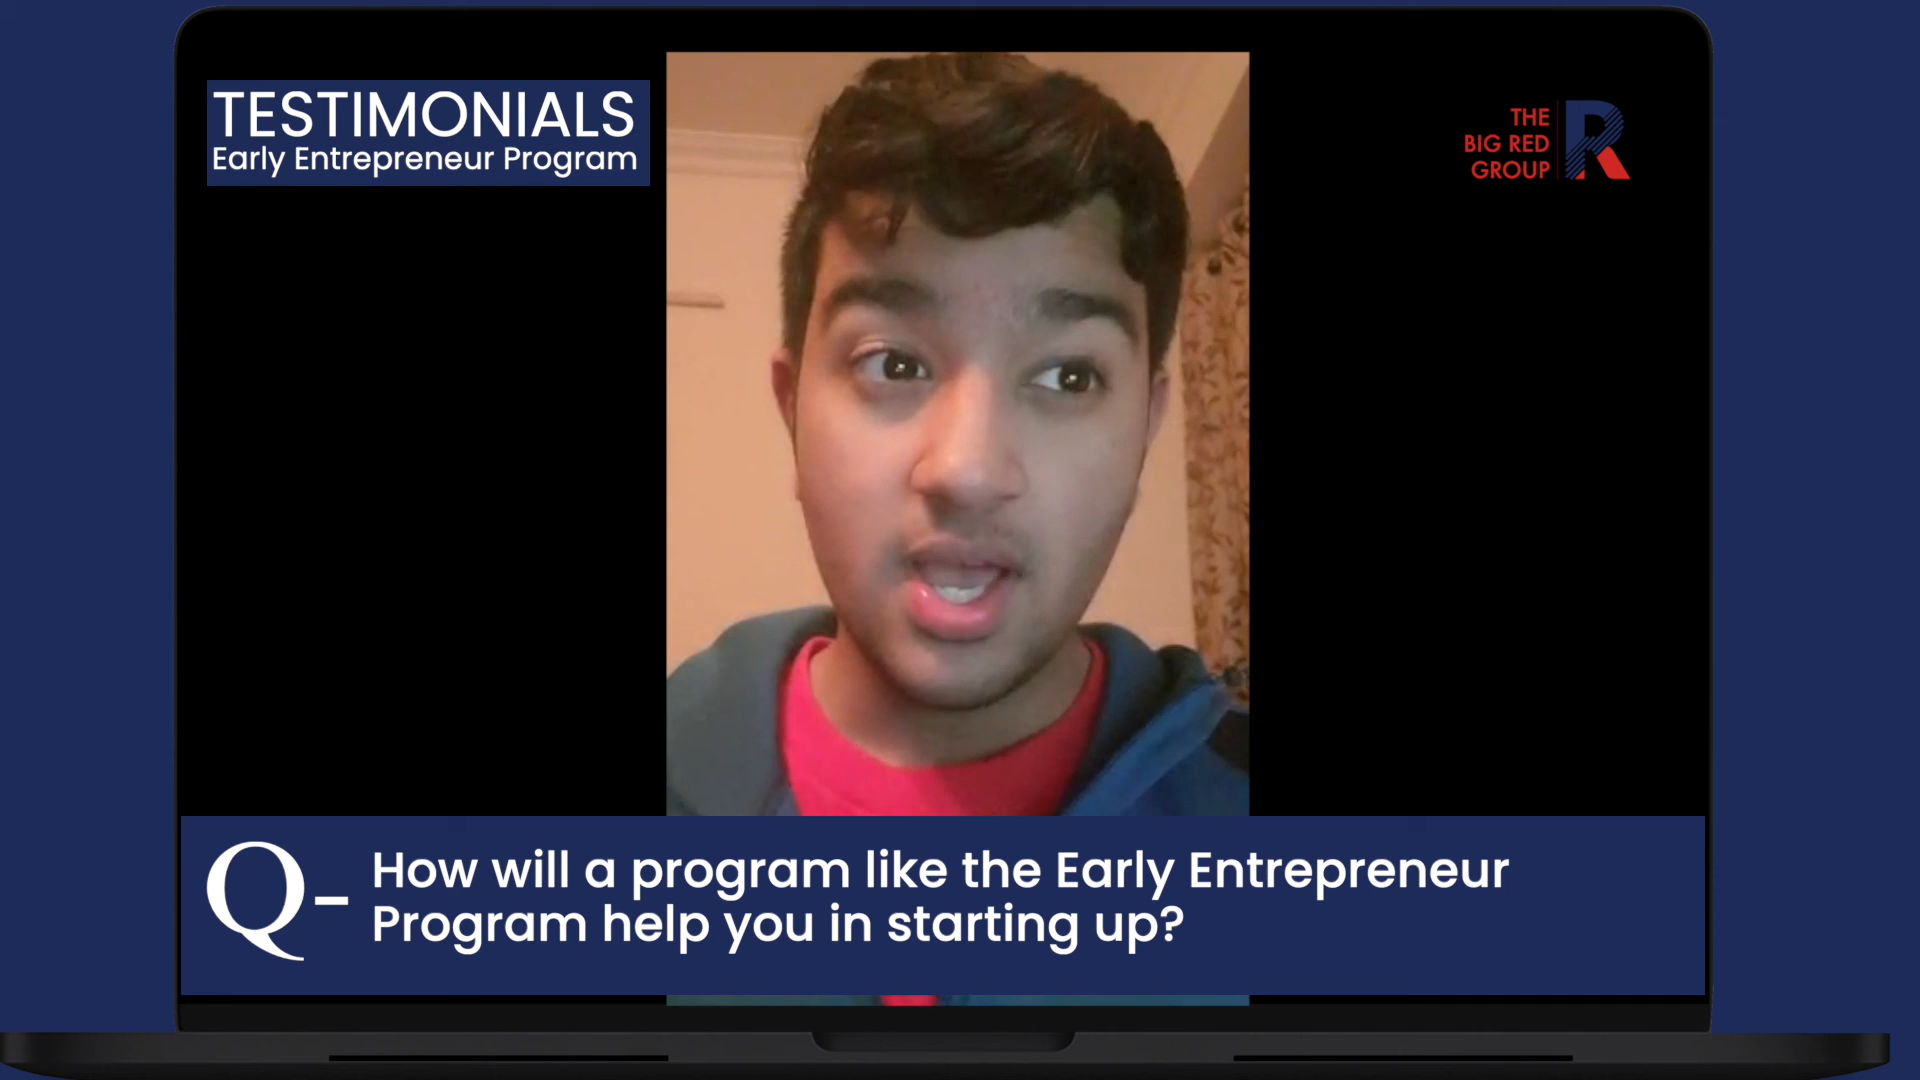 TESTIMONIALS
Early Entrepreneur Program
THE
BIG RED
GROUP
R
Q-
How will a program like the Early Entrepreneur
Program help you in starting up?